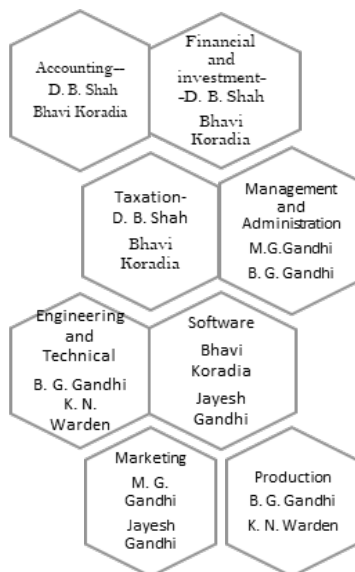 Accounting--
D. B. Shah
Bhavi Koradia
Financial
and
investment-
-D. B. Shah
Bhavi
Koradia
Taxation-
D. B. Shah
Bhavi
Koradia
Management
and
Administration
M.G.Gandhi
B. G. Gandhi
Engineering
and
Technical
B. G. Gandhi
K. N.
Warden
Software
Bhavi
Koradia
Jayesh
Gandhi
Marketing
M. G.
Gandhi
Jayesh
Gandhi
Production
B. G. Gandhi
K. N. Warden